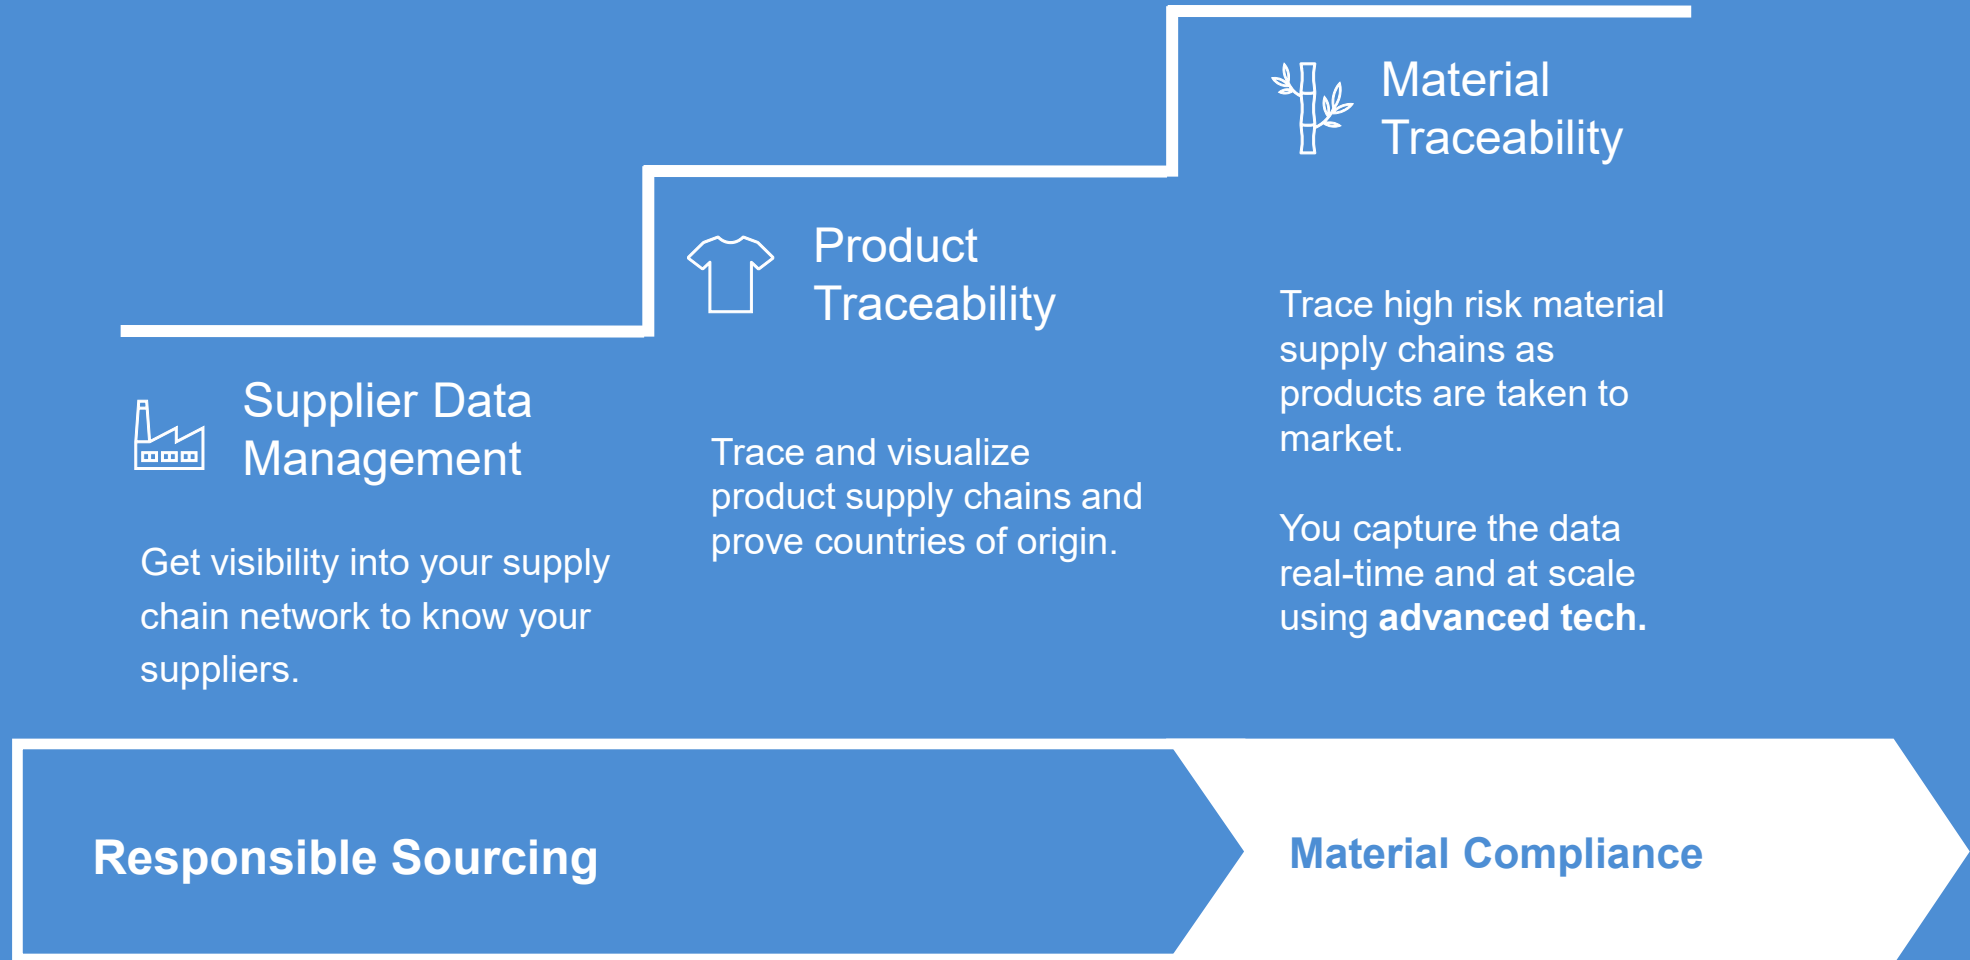 Material
Traceability
Product
Traceability
Supplier Data
Management
Trace high risk material
supply chains as
products are taken to
market.
You capture the data
real-time and at scale
using advanced tech.
Trace and visualize
product supply chains and
prove countries of origin.
Get visibility into your supply
chain network to know your
suppliers.
Responsible Sourcing
Material Compliance